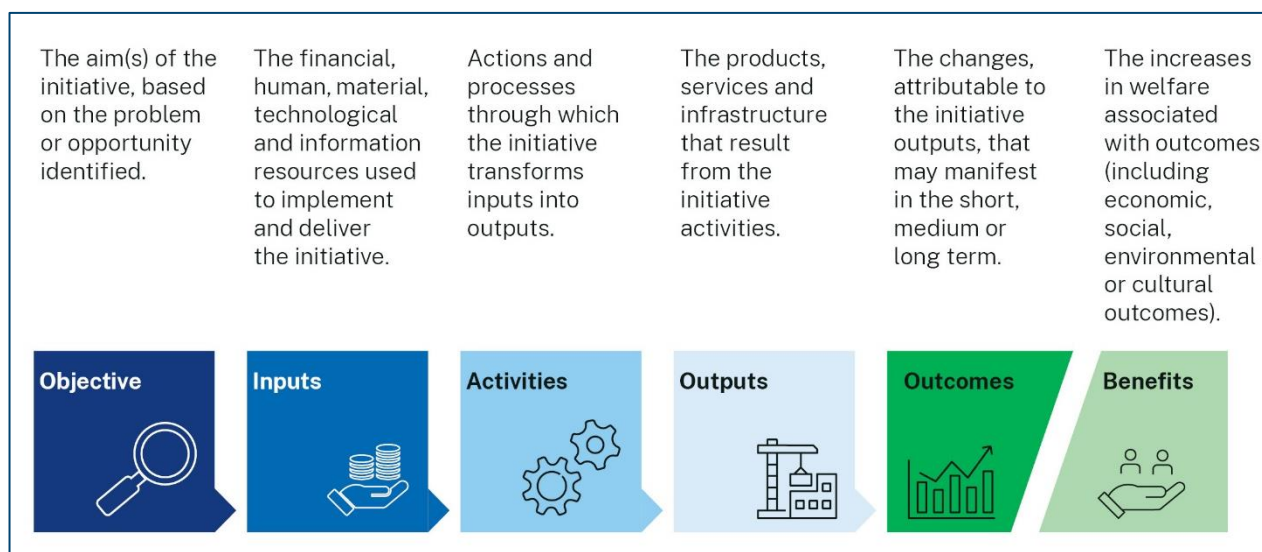 The aim(s) of the
initiative, based
on the problem
or opportunity
identified.
The financial,
human, material,
technological
and information
resources used
to implement
and deliver
the initiative.
Actions and
processes
through which
the initiative
transforms
inputs into
outputs.
The products,
services and
infrastructure
that result
from the
initiative
activities.
The changes,
attributable to
the initiative
outputs, that
may manifest
in the short,
medium or
long term.
The increases
in welfare
associated
with outcomes
(including
economic,
social,
environmental
or cultural
outcomes).
Objective
Inputs
Activities
Outputs
Outcomes
Benefits